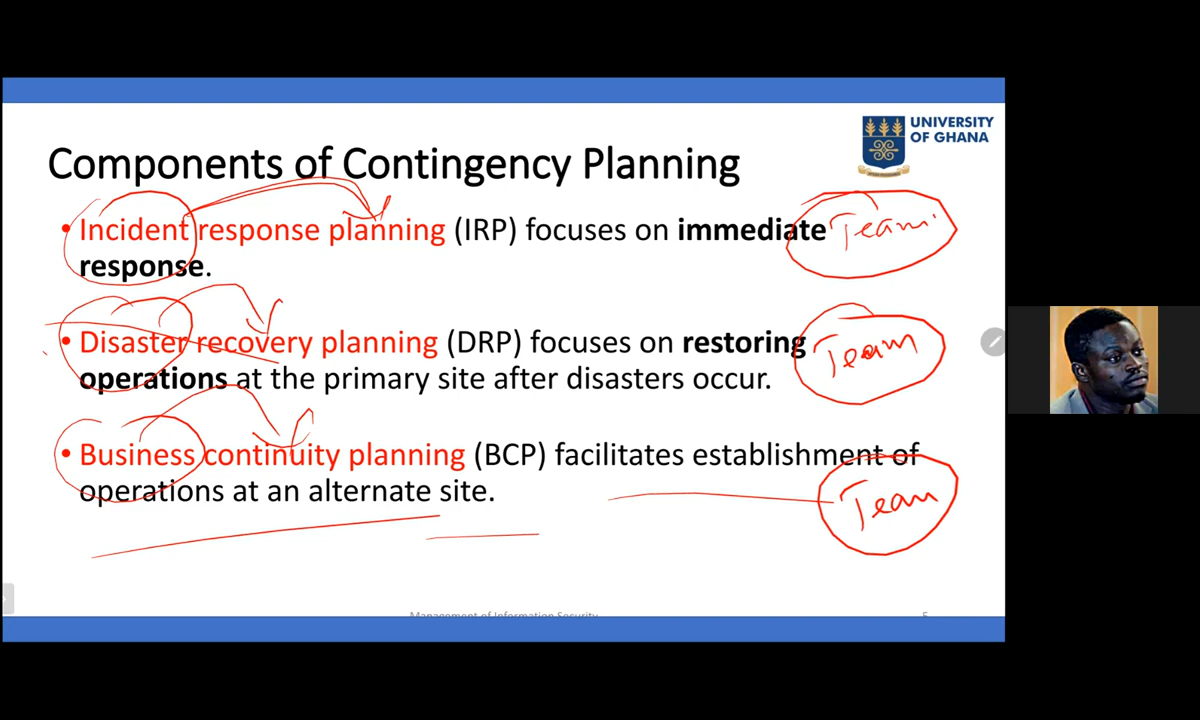 UNIVERSITY
OF GHANA
Components of Contingency Planning
• Incident response planning (IRP) focuses on immediate
response.
Team
• Disaster recovery planning (DRP) focuses on restoring
operations at the primary site after disasters occur.
Team
• Business continuity planning (BCP) facilitates establishment of
operations at an alternate site.
Team
Management of Information Security
5